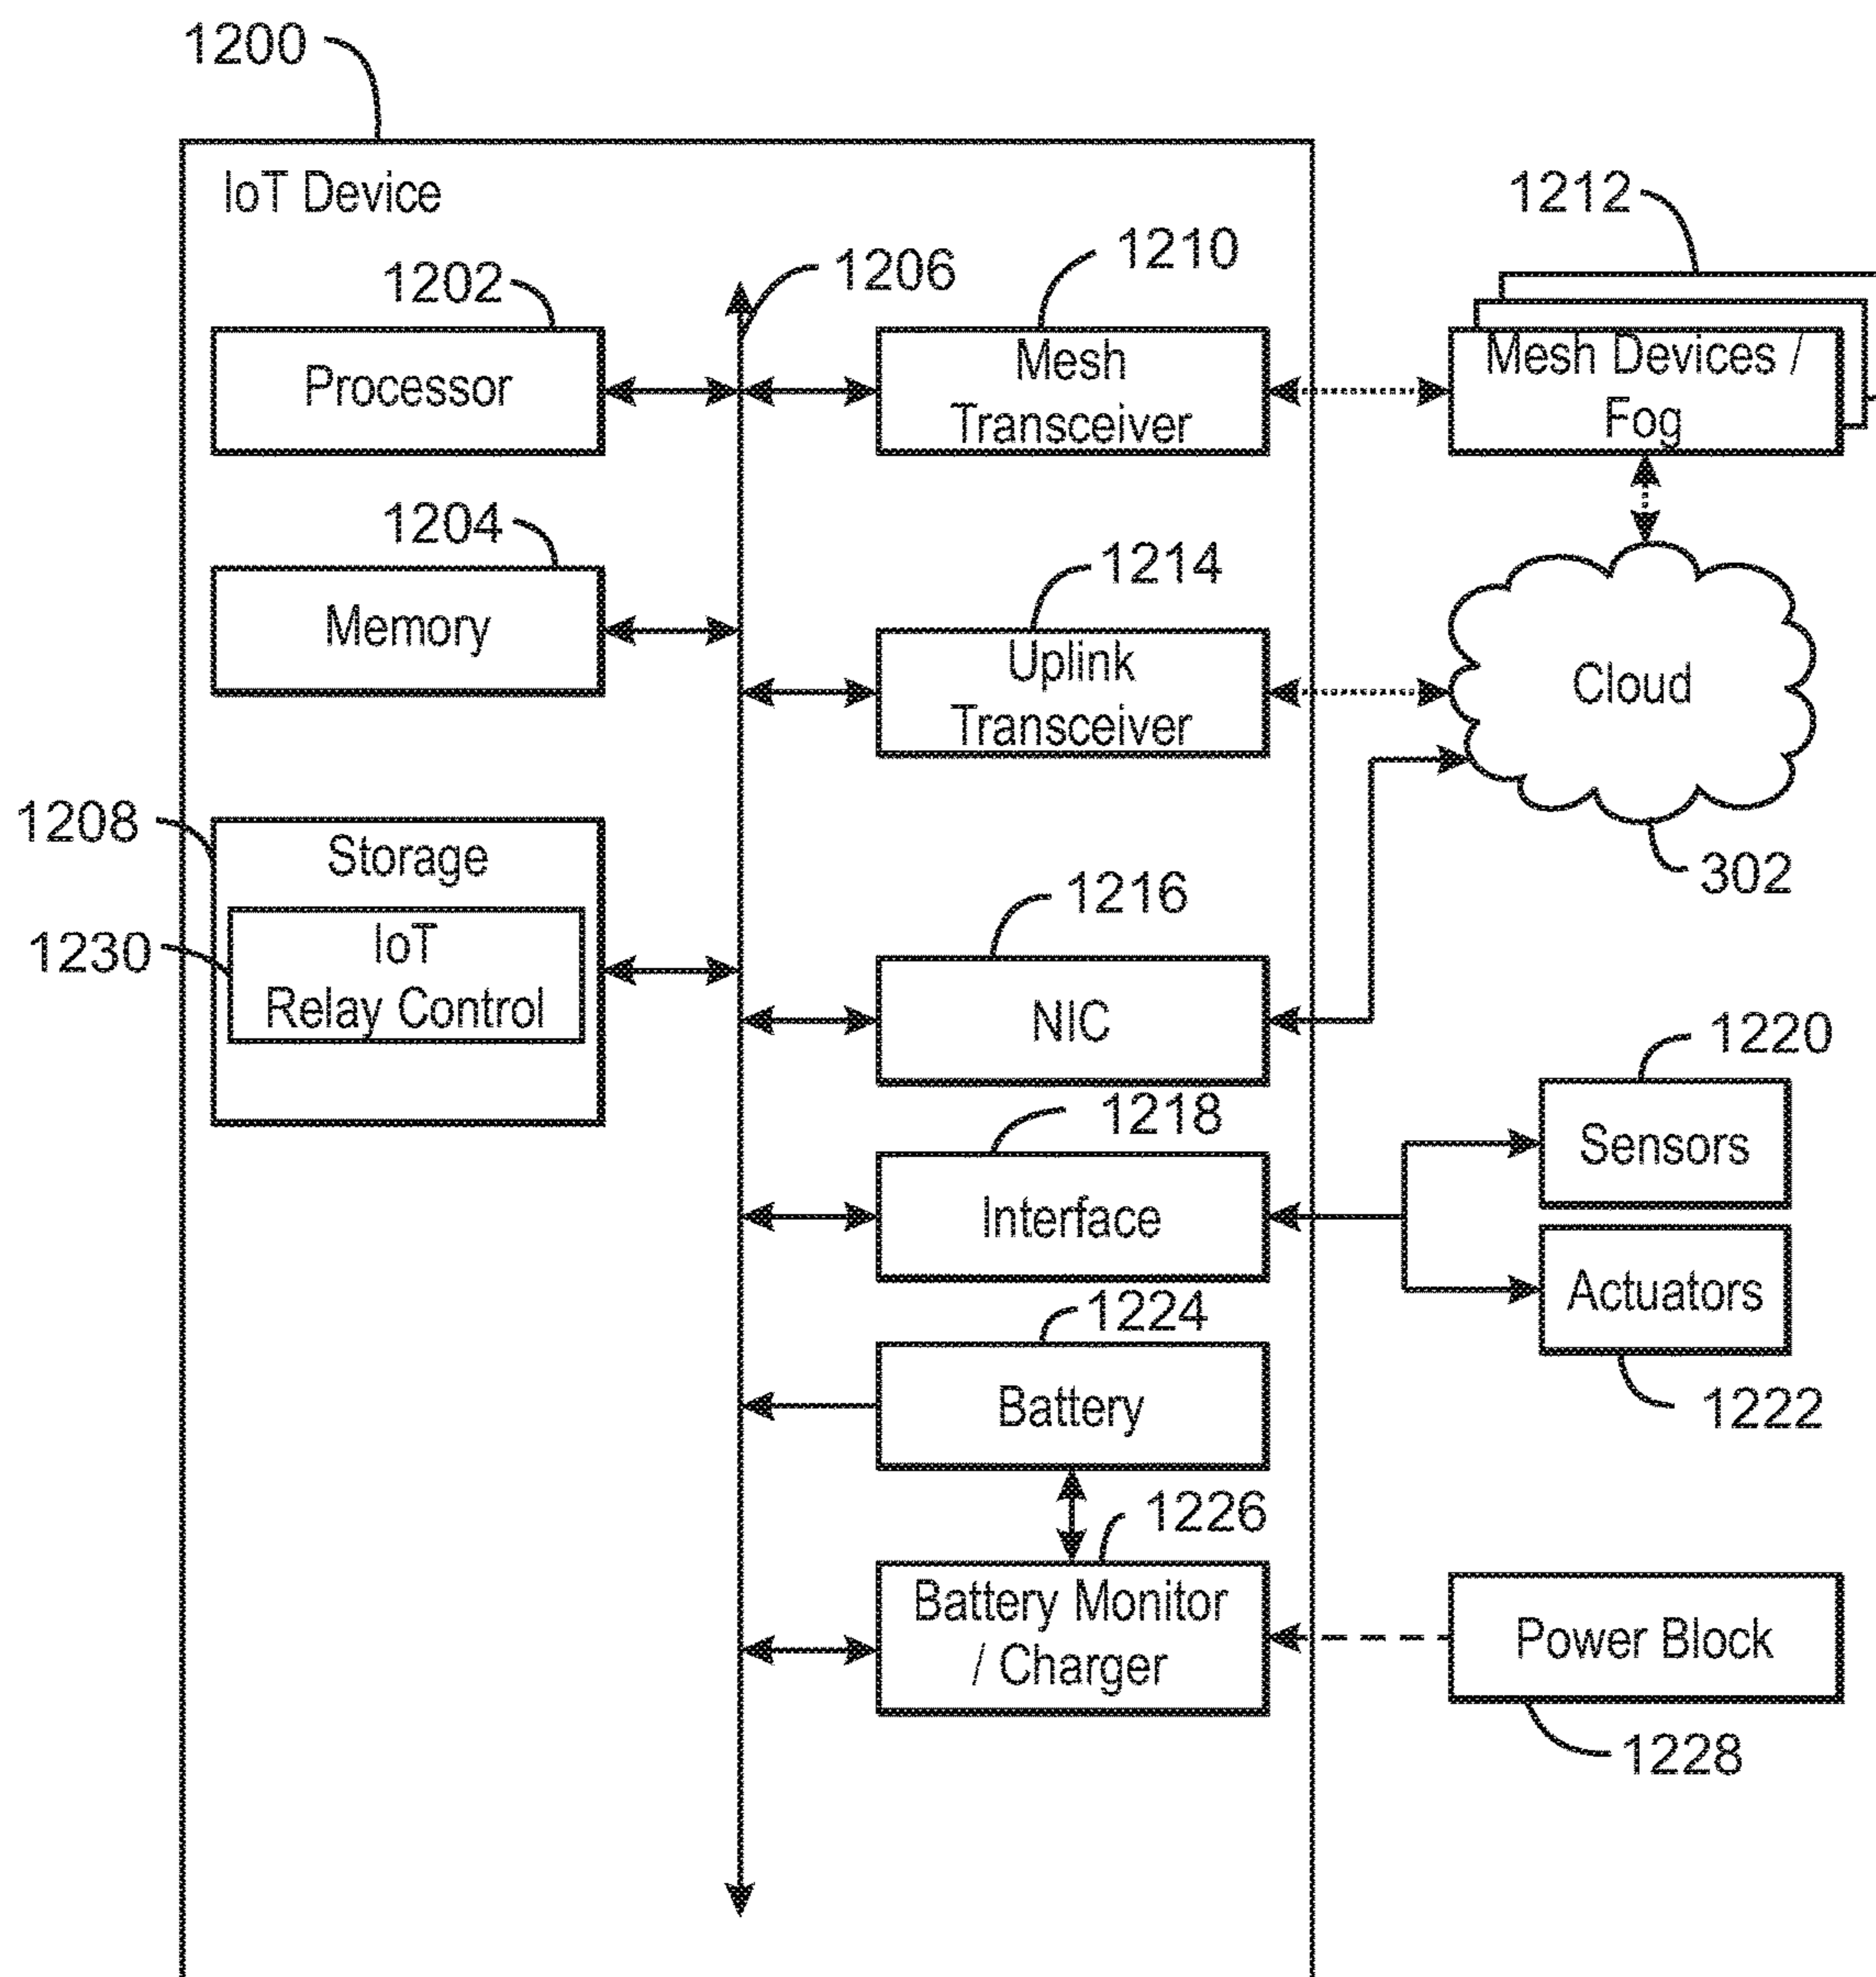 1200
IoT Device
1212
1210
1206
1202
Processor
Mesh
Transceiver
Mesh Devices /
Fog
1204
Memory
1214
Uplink
Transceiver
Cloud
302
1208
Storage
1230
IoT
Relay Control
1216
NIC
1220
Sensors
1218
Interface
Actuators
1222
1224
Battery
1226
Battery Monitor
/ Charger
Power Block
1228